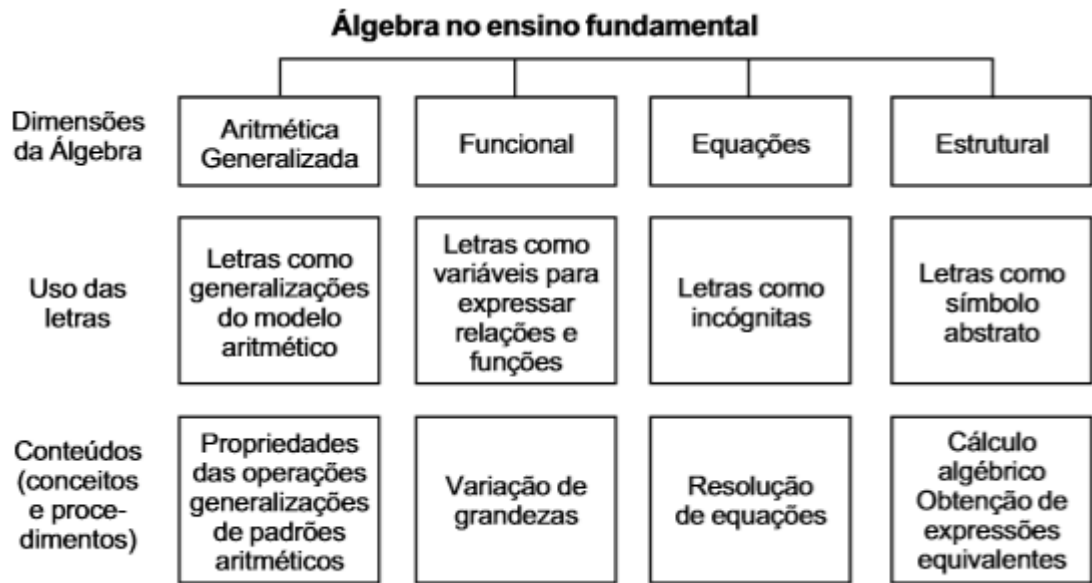 Álgebra no ensino fundamental
Dimensões
da Álgebra
Aritmética
Generalizada
Funcional
Equações
Estrutural
Uso das
letras
Letras como
generalizações
do modelo
aritmético
Letras como
variáveis para
expressar
relações e
funções
Letras como
incógnitas
Letras como
símbolo
abstrato
Conteúdos
(conceitos
e proce-
dimentos)
Propriedades
das operações
generalizações
de padrões
aritméticos
Variação de
grandezas
Resolução
de equações
Cálculo
algébrico
Obtenção de
expressões
equivalentes